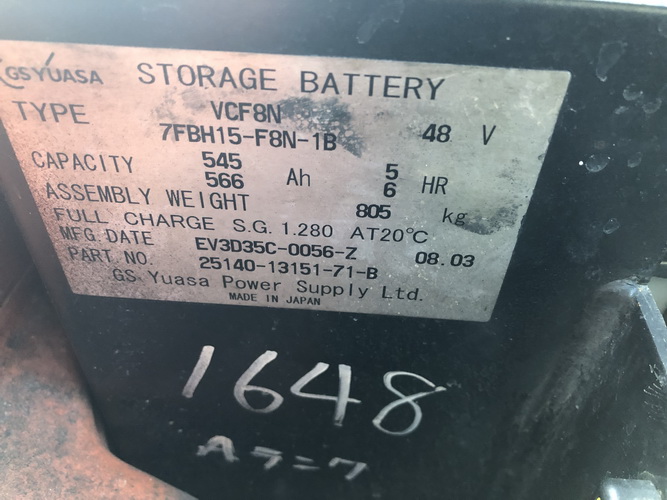 GS YUASA STORAGE BATTERY
TYPE VCF8N
7FBH15-F8N-1B 48 V
CAPACITY 545 Ah 5 HR
566 6
ASSEMBLY WEIGHT 805 kg
FULL CHARGE S.G. 1.280 AT20°C
MFG.DATE EV3D35C-0056-Z 08.03
PART NO. 25140-13151-71-B
GS Yuasa Power Supply Ltd.
MADE IN JAPAN
1648